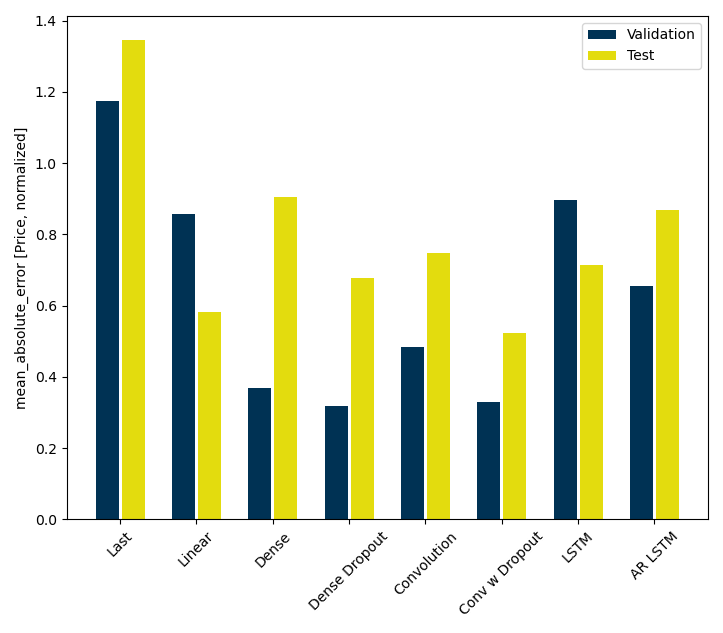 1.4
1.2
1.0
0.8
0.6
0.4
0.2
0.0
mean_absolute_error [Price, normalized]
Validation
Test
Last
Linear
Dense
Dense Dropout
Convolution
Conv w Dropout
LSTM
AR LSTM